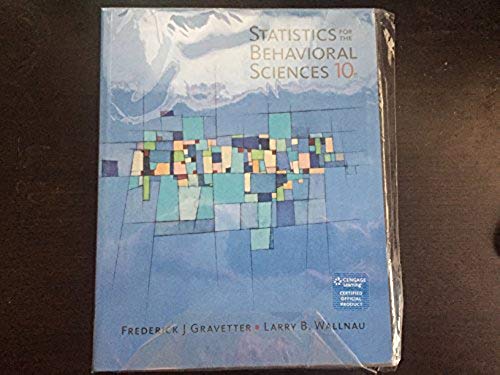 STATISTICS FOR THE
BEHAVIORAL
SCIENCES 10e
CENGAGE
Learning
CERTIFIED
OFFICIAL
PRODUCT
FREDERICK J GRAVETTER • LARRY B. WALLNAU